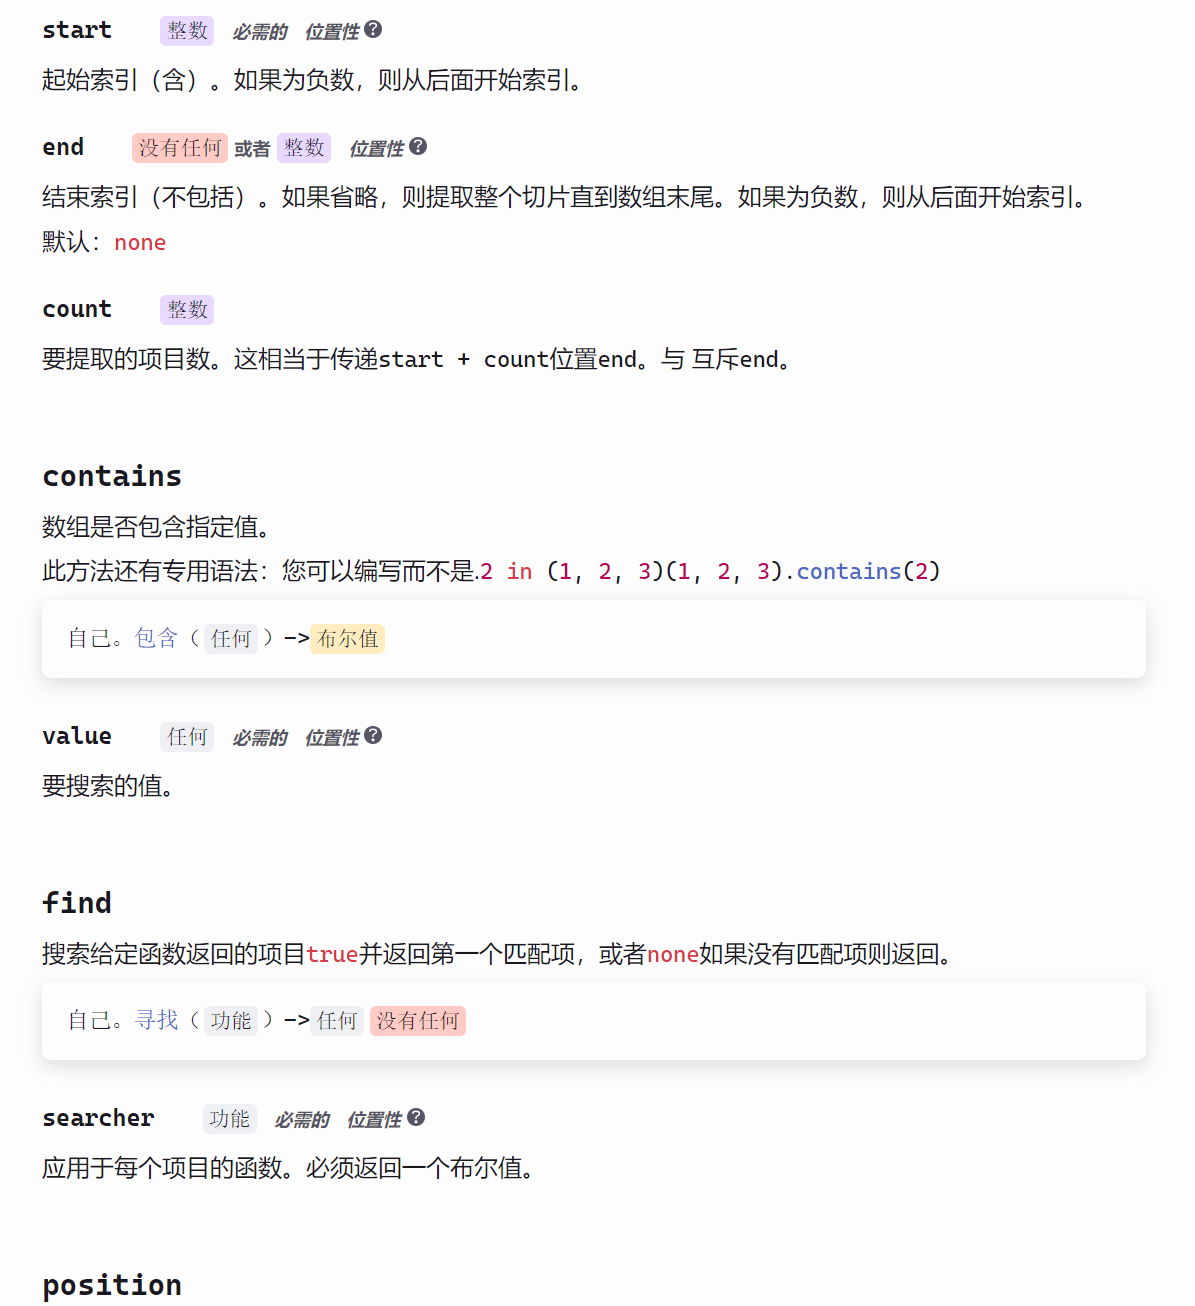 start 整数 必需的 位置性?
起始索引（含）。如果为负数，则从后面开始索引。
end 没有任何 或者 整数 位置性?
结束索引（不包括）。如果省略，则提取整个切片直到数组末尾。如果为负数，则从后面开始索引。
默认：none
count 整数
要提取的项目数。这相当于传递start + count位置end。与 互斥end。
contains
数组是否包含指定值。
此方法还有专用语法：您可以编写而不是.2 in (1, 2, 3)(1, 2, 3).contains(2)
自己。包含（ 任何 ）->布尔值
value 任何 必需的 位置性?
要搜索的值。
find
搜索给定函数返回的项目true并返回第一个匹配项，或者none如果没有匹配项则返回。
自己。寻找（ 功能 ）->任何 没有任何
searcher 功能 必需的 位置性?
应用于每个项目的函数。必须返回一个布尔值。
position